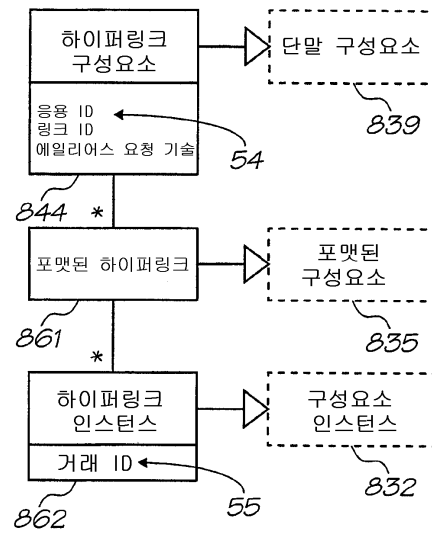 하이퍼링크
구성요소
단말 구성요소
839
응용 ID
링크 ID
에일리어스 요청 기술
54
844
*
포맷된 하이퍼링크
포맷된
구성요소
861
835
*
하이퍼링크
인스턴스
구성요소
인스턴스
거래 ID
832
862
55